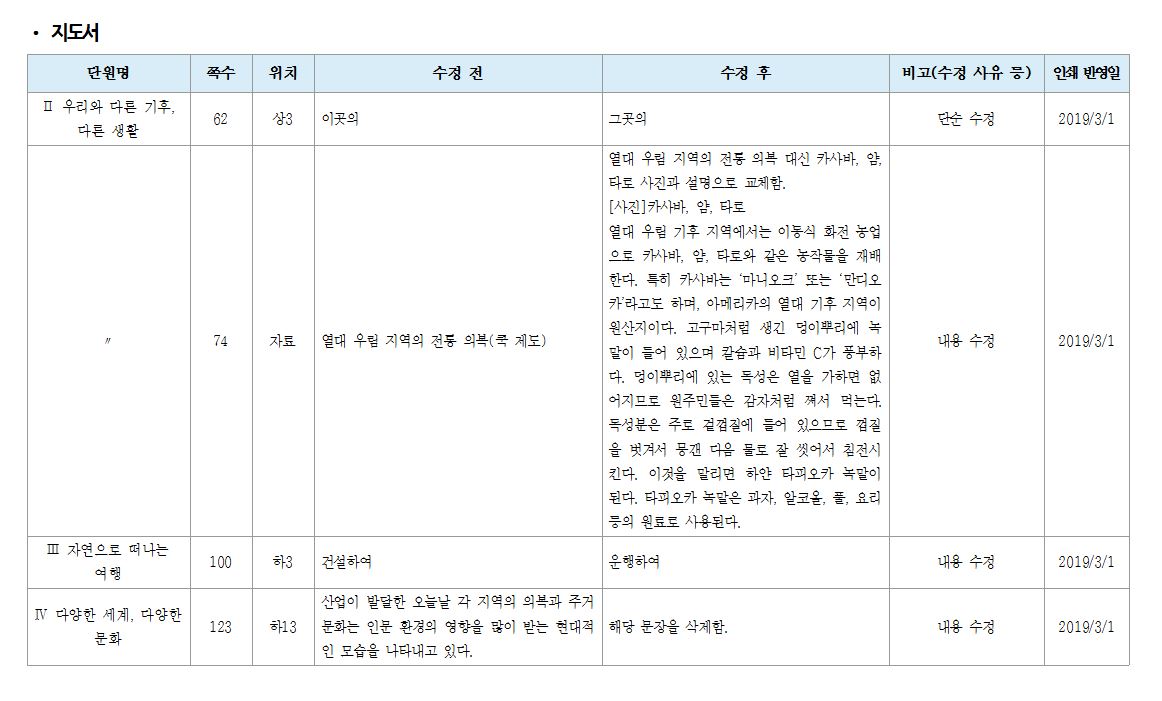 • 지도서
단원명 쪽수 위치 수정 전 수정 후 비고(수정 사유 등) 인쇄 반영일
Ⅱ 우리와 다른 기후,
다른 생활
62 상3 이곳의 그곳의 단순 수정 2019/3/1
〃 74 자료 열대 우림 지역의 전통 의복(쿡 제도)
열대 우림 지역의 전통 의복 대신 카사바, 얌,
타로 사진과 설명으로 교체함.
[사진]카사바, 얌, 타로
열대 우림 기후 지역에서는 이동식 화전 농업
으로 카사바, 얌, 타로와 같은 농작물을 재배
한다. 특히 카사바는 ‘마니오크’ 또는 ‘만디오
카’라고도 하며, 아메리카의 열대 기후 지역이
원산지이다. 고구마처럼 생긴 덩이뿌리에 녹
말이 들어 있으며 칼슘과 비타민 C가 풍부하
다. 덩이뿌리에 있는 독성은 열을 가하면 없
어지므로 원주민들은 감자처럼 쪄서 먹는다.
독성분은 주로 겉껍질에 들어 있으므로 껍질
을 벗겨서 뭉갠 다음 물로 잘 씻어서 침전시
킨다. 이것을 말리면 하얀 타피오카 녹말이
된다. 타피오카 녹말은 과자, 알코올, 풀, 요리
등의 원료로 사용된다.
내용 수정 2019/3/1
Ⅲ 자연으로 떠나는
여행
100 하3 건설하여 운행하여 내용 수정 2019/3/1
Ⅳ 다양한 세계, 다양한
문화
123 하13
산업이 발달한 오늘날 각 지역의 의복과 주거
문화는 인문 환경의 영향을 많이 받는 현대적
인 모습을 나타내고 있다.
해당 문장을 삭제함. 내용 수정 2019/3/1